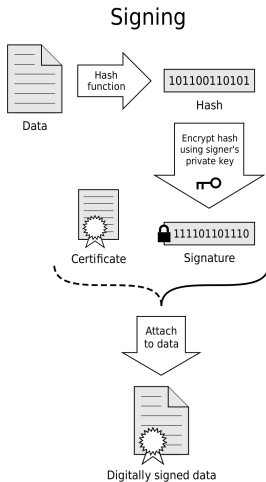 Signing
Hash
function
101100110101
Data
Hash
Encrypt hash
using signer's
private key
111101101110
Certificate
Signature
Attach
to data
Digitally signed data